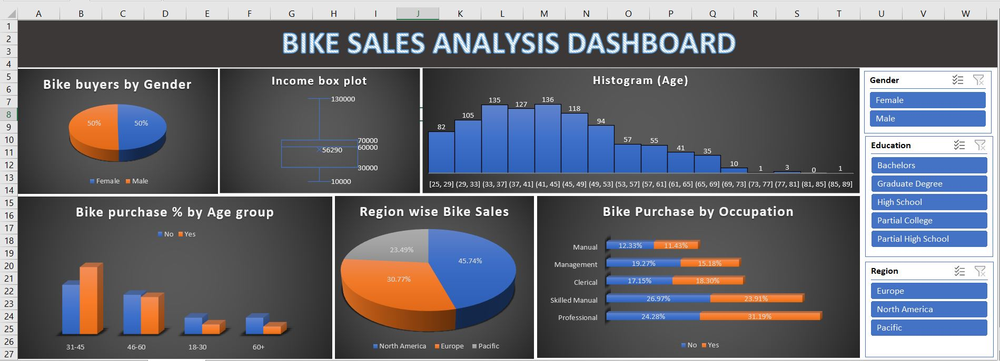 A B C D E F G H I J K L M N O P Q R S T U V W
1
2
3
4
5
6
7
8
9
10
11
12
13
14
15
16
17
18
19
20
21
22
23
24
25
26
27
BIKE SALES ANALYSIS DASHBOARD
Bike buyers by Gender
50% 50%
Female Male
Income box plot
130000
70000
60000
56290
30000
10000
Histogram (Age)
82 105 135 127 136 118 94 57 55 41 35 10 1 3 0 1
[25, 29] (29, 33] (33, 37] (37, 41] (41, 45] (45, 49] (49, 53] (53, 57] (57, 61] (61, 65] (65, 69] (69, 73] (73, 77] (77, 81] (81, 85] (85, 89]
Bike purchase % by Age group
No Yes
31-45 46-60 18-30 60+
Region wise Bike Sales
23.49%
45.74%
30.77%
North America Europe Pacific
Bike Purchase by Occupation
Manual 12.33% 11.43%
Management 19.27% 15.18%
Clerical 17.15% 18.30%
Skilled Manual 26.97% 23.91%
Professional 24.28% 31.19%
No Yes
Gender
Female
Male
Education
Bachelors
Graduate Degree
High School
Partial College
Partial High School
Region
Europe
North America
Pacific